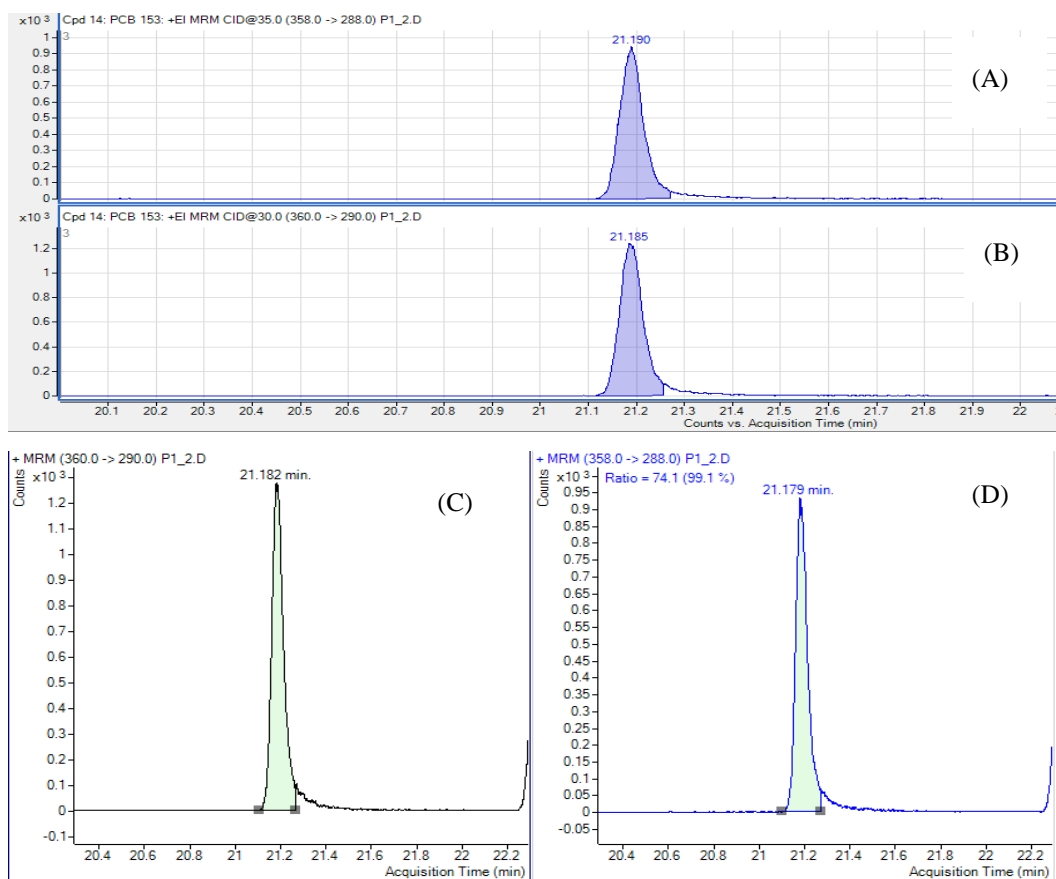 x10 3 Cpd 14: PCB 153: +EI MRM CID@35.0 (358.0 -> 288.0) P1_2.D
1
3
21.190
0.9
0.8
0.7
0.6
0.5
0.4
0.3
0.2
0.1
0
(A)
x10 3 Cpd 14: PCB 153: +EI MRM CID@30.0 (360.0 -> 290.0) P1_2.D
3
21.185
1.2
1
0.8
0.6
0.4
0.2
0
(B)
20.1 20.2 20.3 20.4 20.5 20.6 20.7 20.8 20.9 21 21.1 21.2 21.3 21.4 21.5 21.6 21.7 21.8 21.9 22
Counts vs. Acquisition Time (min)
+ MRM (360.0 -> 290.0) P1_2.D
Counts
x10 3
21.182 min.
(C)
1.2
1.1
1
0.9
0.8
0.7
0.6
0.5
0.4
0.3
0.2
0.1
0
-0.1
20.4 20.6 20.8 21 21.2 21.4 21.6 21.8 22 22.2
Acquisition Time (min)
+ MRM (358.0 -> 288.0) P1_2.D
Counts
x10 3
Ratio = 74.1 (99.1 %)
21.179 min.
(D)
0.95
0.9
0.85
0.8
0.75
0.7
0.65
0.6
0.55
0.5
0.45
0.4
0.35
0.3
0.25
0.2
0.15
0.1
0.05
0
-0.05
20.4 20.6 20.8 21 21.2 21.4 21.6 21.8 22 22.2
Acquisition Time (min)